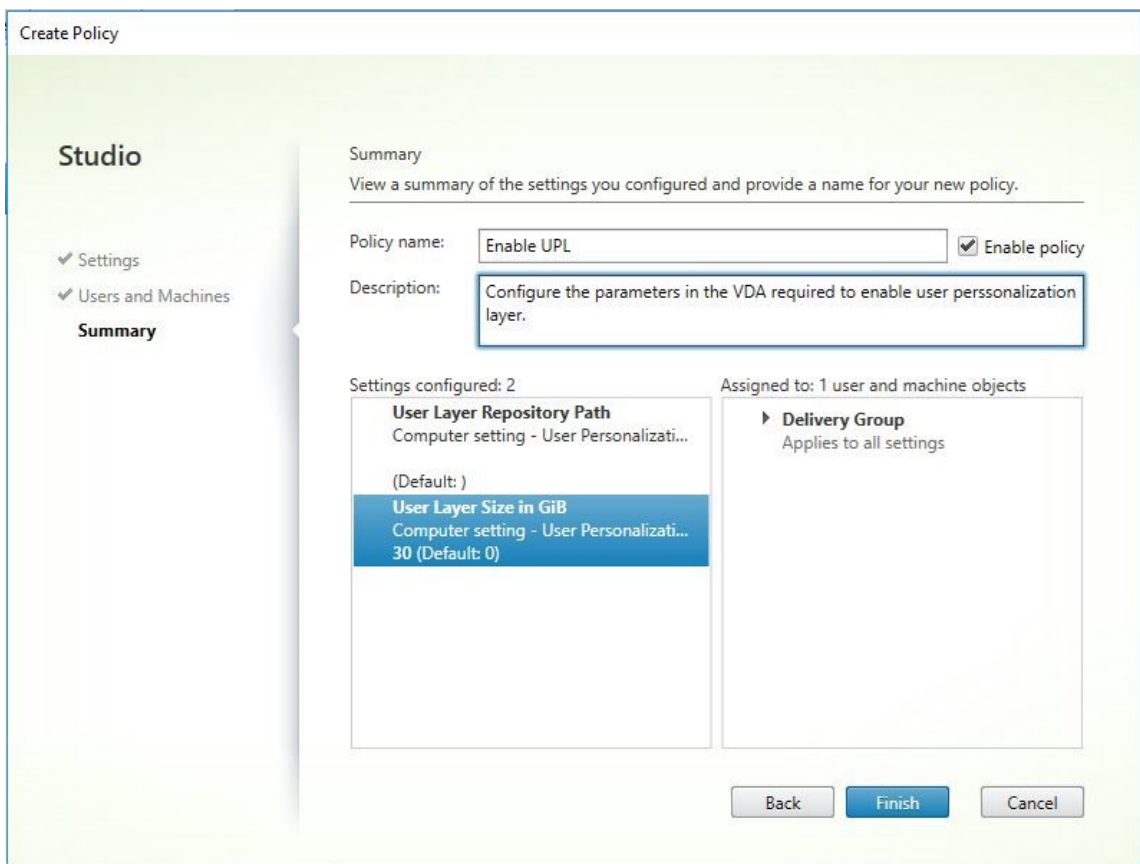 Create Policy
Studio
Settings
Users and Machines
Summary
Summary
View a summary of the settings you configured and provide a name for your new policy.
Policy name:
Enable UPL
Enable policy
Description:
Configure the parameters in the VDA required to enable user perssonalization
layer.
Settings configured: 2
User Layer Repository Path
Computer setting - User Personalizati...
(Default: )
User Layer Size in GiB
Computer setting - User Personalizati...
30 (Default: 0)
Assigned to: 1 user and machine objects
Delivery Group
Applies to all settings
Back
Finish
Cancel